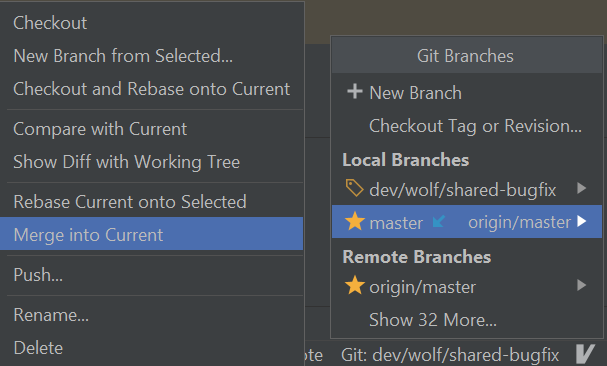 Checkout
New Branch from Selected...
Checkout and Rebase onto Current
Compare with Current
Show Diff with Working Tree
Rebase Current onto Selected
Merge into Current
Push...
Rename...
Delete
Git Branches
New Branch
Checkout Tag or Revision...
Local Branches
dev/wolf/shared-bugfix
master origin/master
Remote Branches
origin/master
Show 32 More...
ote Git: dev/wolf/shared-bugfix